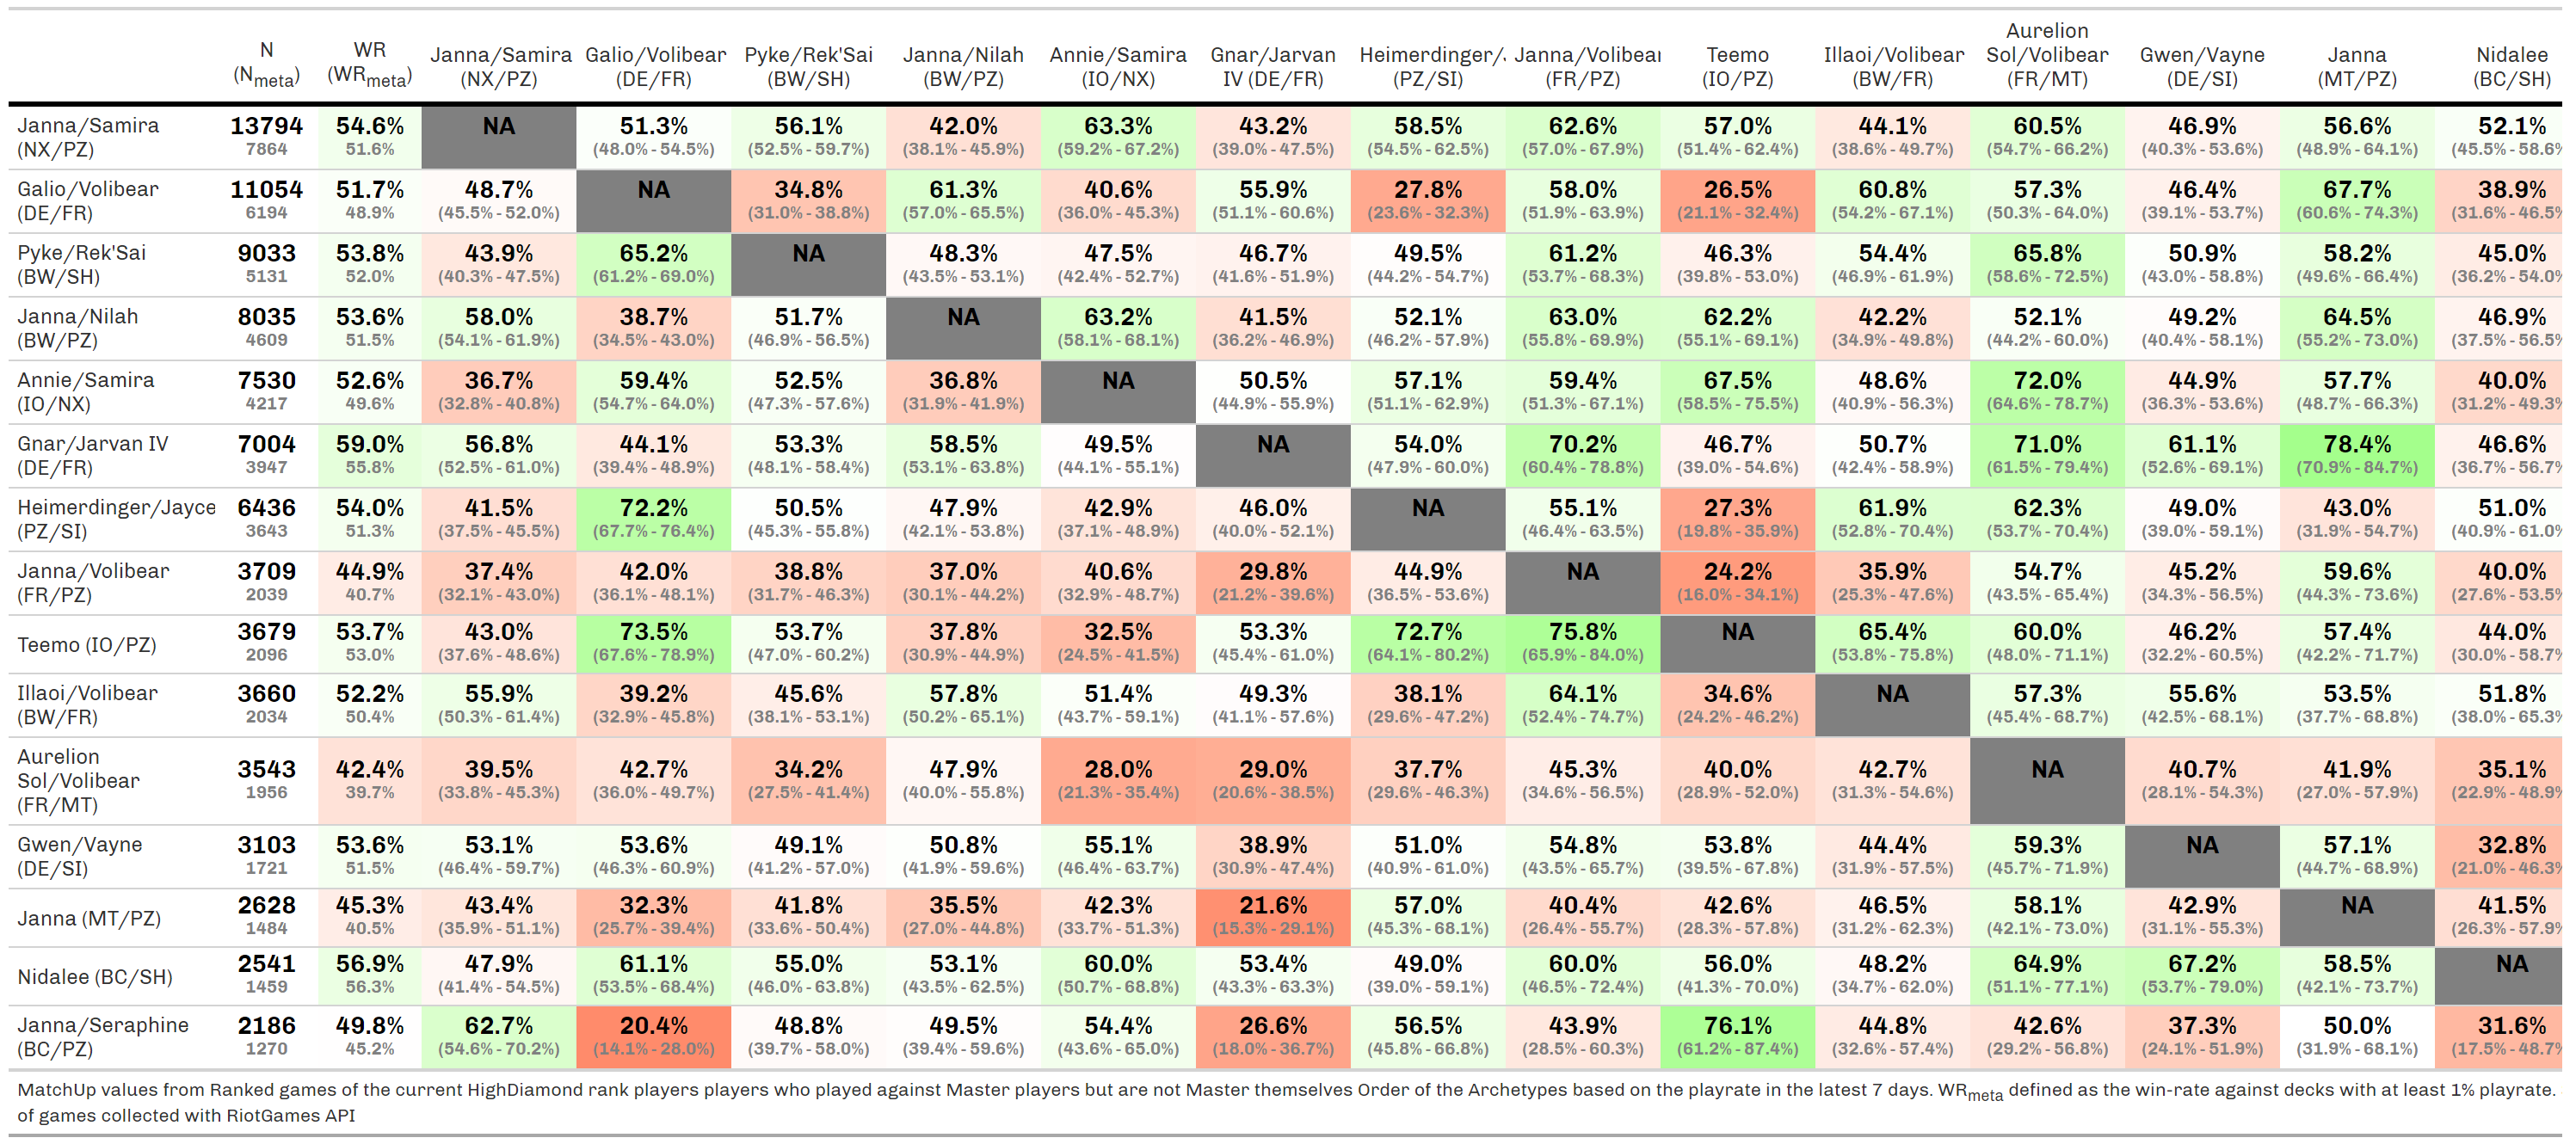 N (Nmeta) WR (WRmeta) Janna/Samira (NX/PZ) Galio/Volibear (DE/FR) Pyke/Rek'Sai (BW/SH) Janna/Nilah (BW/PZ) Annie/Samira (IO/NX) Gnar/Jarvan IV (DE/FR) Heimerdinger/ (PZ/SI) Janna/Volibear (FR/PZ) Teemo (IO/PZ) Illaoi/Volibear (BW/FR) Aurelion Sol/Volibear (FR/MT) Gwen/Vayne (DE/SI) Janna (MT/PZ) Nidalee (BC/SH)
Janna/Samira 13794 54.6% NA 51.3% 56.1% 42.0% 63.3% 43.2% 58.5% 62.6% 57.0% 44.1% 60.5% 46.9% 56.6% 52.1%
(NX/PZ) 7864 51.6% (48.0% - 54.5%) (52.5% - 59.7%) (38.1% - 45.9%) (59.2% - 67.2%) (39.0% - 47.5%) (54.5% - 62.5%) (57.0% - 67.9%) (51.4% - 62.4%) (38.6% - 49.7%) (54.7% - 66.2%) (40.3% - 53.6%) (48.9% - 64.1%) (45.5% - 58.6%
Galio/Volibear 11054 51.7% 48.7% NA 34.8% 61.3% 40.6% 55.9% 27.8% 58.0% 26.5% 60.8% 57.3% 46.4% 67.7% 38.9%
(DE/FR) 6194 48.9% (45.5% - 52.0%) (31.0% - 38.8%) (57.0% - 65.5%) (36.0% - 45.3%) (51.1% - 60.6%) (23.6% - 32.3%) (51.9% - 63.9%) (21.1% - 32.4%) (54.2% - 67.1%) (50.3% - 64.0%) (39.1% - 53.7%) (60.6% - 74.3%) (31.6% - 46.5%
Pyke/Rek'Sai 9033 53.8% 43.9% 65.2% NA 48.3% 47.5% 46.7% 49.5% 61.2% 46.3% 54.4% 65.8% 50.9% 58.2% 45.0%
(BW/SH) 5131 52.0% (40.3% - 47.5%) (61.2% - 69.0%) (43.5% - 53.1%) (42.4% - 52.7%) (41.6% - 51.9%) (44.2% - 54.7%) (53.7% - 68.3%) (39.8% - 53.0%) (46.9% - 61.9%) (58.6% - 72.5%) (43.0% - 58.8%) (49.6% - 66.4%) (36.2% - 54.0%
Janna/Nilah 8035 53.6% 58.0% 38.7% 51.7% NA 63.2% 41.5% 52.1% 63.0% 62.2% 42.2% 52.1% 49.2% 64.5% 46.9%
(BW/PZ) 4609 51.5% (54.1% - 61.9%) (34.5% - 43.0%) (46.9% - 56.5%) (58.1% - 68.1%) (36.2% - 46.9%) (46.2% - 57.9%) (55.8% - 69.9%) (55.1% - 69.1%) (34.9% - 49.8%) (44.2% - 60.0%) (40.4% - 58.1%) (55.2% - 73.0%) (37.5% - 56.5%
Annie/Samira 7530 52.6% 36.7% 59.4% 52.5% 36.8% NA 50.5% 57.1% 59.4% 67.5% 48.6% 72.0% 44.9% 57.7% 40.0%
(IO/NX) 4217 49.6% (32.8% - 40.8%) (54.7% - 64.0%) (47.3% - 57.6%) (31.9% - 41.9%) (44.9% - 55.9%) (51.1% - 62.9%) (51.3% - 67.1%) (58.5% - 75.5%) (40.9% - 56.3%) (64.6% - 78.7%) (36.3% - 53.6%) (48.7% - 66.3%) (31.2% - 49.3%
Gnar/Jarvan IV 7004 59.0% 56.8% 44.1% 53.3% 58.5% 49.5% NA 54.0% 70.2% 46.7% 50.7% 71.0% 61.1% 78.4% 46.6%
(DE/FR) 3947 55.8% (52.5% - 61.0%) (39.4% - 48.9%) (48.1% - 58.4%) (53.1% - 63.8%) (44.1% - 55.1%) (47.9% - 60.0%) (60.4% - 78.8%) (39.0% - 54.6%) (42.4% - 58.9%) (61.5% - 79.4%) (52.6% - 69.1%) (70.9% - 84.7%) (36.7% - 56.7%
Heimerdinger/Jayce 6436 54.0% 41.5% 72.2% 50.5% 47.9% 42.9% 46.0% NA 55.1% 27.3% 61.9% 62.3% 49.0% 43.0% 51.0%
(PZ/SI) 3643 51.3% (37.5% - 45.5%) (67.7% - 76.4%) (45.3% - 55.8%) (42.1% - 53.8%) (37.1% - 48.9%) (40.0% - 52.1%) (46.4% - 63.5%) (19.8% - 35.9%) (52.8% - 70.4%) (53.7% - 70.4%) (39.0% - 59.1%) (31.9% - 54.7%) (40.9% - 61.0%
Janna/Volibear 3709 44.9% 37.4% 42.0% 38.8% 37.0% 40.6% 29.8% 44.9% NA 24.2% 35.9% 54.7% 45.2% 59.6% 40.0%
(FR/PZ) 2039 40.7% (32.1% - 43.0%) (36.1% - 48.1%) (31.7% - 46.3%) (30.1% - 44.2%) (32.9% - 48.7%) (21.2% - 39.6%) (36.5% - 53.6%) (16.0% - 34.1%) (25.3% - 47.6%) (43.5% - 65.4%) (34.3% - 56.5%) (44.3% - 73.6%) (27.6% - 53.5%
Teemo (IO/PZ) 3679 53.7% 43.0% 73.5% 53.7% 37.8% 32.5% 53.3% 72.7% 75.8% NA 65.4% 60.0% 46.2% 57.4% 44.0%
2096 53.0% (37.6% - 48.6%) (67.6% - 78.9%) (47.0% - 60.2%) (30.9% - 44.9%) (24.5% - 41.5%) (45.4% - 61.0%) (64.1% - 80.2%) (65.9% - 84.0%) (53.8% - 75.8%) (48.0% - 71.1%) (32.2% - 60.5%) (42.2% - 71.7%) (30.0% - 58.7%
Illaoi/Volibear 3660 52.2% 55.9% 39.2% 45.6% 57.8% 51.4% 49.3% 38.1% 64.1% 34.6% NA 57.3% 55.6% 53.5% 51.8%
(BW/FR) 2034 50.4% (50.3% - 61.4%) (32.9% - 45.8%) (38.1% - 53.1%) (50.2% - 65.1%) (43.7% - 59.1%) (41.1% - 57.6%) (29.6% - 47.2%) (52.4% - 74.7%) (24.2% - 46.2%) (45.4% - 68.7%) (42.5% - 68.1%) (37.7% - 68.8%) (38.0% - 65.3%
Aurelion
Sol/Volibear 3543 42.4% 39.5% 42.7% 34.2% 47.9% 28.0% 29.0% 37.7% 45.3% 40.0% 42.7% NA 40.7% 41.9% 35.1%
(FR/MT) 1956 39.7% (33.8% - 45.3%) (36.0% - 49.7%) (27.5% - 41.4%) (40.0% - 55.8%) (21.3% - 35.4%) (20.6% - 38.5%) (29.6% - 46.3%) (34.6% - 56.5%) (28.9% - 52.0%) (31.3% - 54.6%) (28.1% - 54.3%) (27.0% - 57.9%) (22.9% - 48.9%
Gwen/Vayne 3103 53.6% 53.1% 53.6% 49.1% 50.8% 55.1% 38.9% 51.0% 54.8% 53.8% 44.4% 59.3% NA 57.1% 32.8%
(DE/SI) 1721 51.5% (46.4% - 59.7%) (46.3% - 60.9%) (41.2% - 57.0%) (41.9% - 59.6%) (46.4% - 63.7%) (30.9% - 47.4%) (40.9% - 61.0%) (43.5% - 65.7%) (39.5% - 67.8%) (31.9% - 57.5%) (45.7% - 71.9%) (44.7% - 68.9%) (21.0% - 46.3%
Janna (MT/PZ) 2628 45.3% 43.4% 32.3% 41.8% 35.5% 42.3% 21.6% 57.0% 40.4% 42.6% 46.5% 58.1% 42.9% NA 41.5%
1484 40.5% (35.9% - 51.1%) (25.7% - 39.4%) (33.6% - 50.4%) (27.0% - 44.8%) (33.7% - 51.3%) (15.3% - 29.1%) (45.3% - 68.1%) (26.4% - 55.7%) (28.3% - 57.8%) (31.2% - 62.3%) (42.1% - 73.0%) (31.1% - 55.3%) (26.3% - 57.9%
Nidalee (BC/SH) 2541 56.9% 47.9% 61.1% 55.0% 53.1% 60.0% 53.4% 49.0% 60.0% 56.0% 48.2% 64.9% 67.2% 58.5% NA
1459 56.3% (41.4% - 54.5%) (53.5% - 68.4%) (46.0% - 63.8%) (43.5% - 62.5%) (50.7% - 68.8%) (43.3% - 63.3%) (39.0% - 59.1%) (46.5% - 72.4%) (41.3% - 70.0%) (34.7% - 62.0%) (51.1% - 77.1%) (53.7% - 79.0%) (42.1% - 73.7%)
Janna/Seraphine 2186 49.8% 62.7% 20.4% 48.8% 49.5% 54.4% 26.6% 56.5% 43.9% 76.1% 44.8% 42.6% 37.3% 50.0% 31.6%
(BC/PZ) 1270 45.2% (54.6% - 70.2%) (14.1% - 28.0%) (39.7% - 58.0%) (39.4% - 59.6%) (43.6% - 65.0%) (18.0% - 36.7%) (45.8% - 66.8%) (28.5% - 60.3%) (61.2% - 87.4%) (32.6% - 57.4%) (29.2% - 56.8%) (24.1% - 51.9%) (31.9% - 68.1%) (17.5% - 48.7%
MatchUp values from Ranked games of the current HighDiamond rank players players who played against Master players but are not Master themselves Order of the Archetypes based on the playrate in the latest 7 days. WRmeta defined as the win-rate against decks with at least 1% playrate.
of games collected with RiotGames API